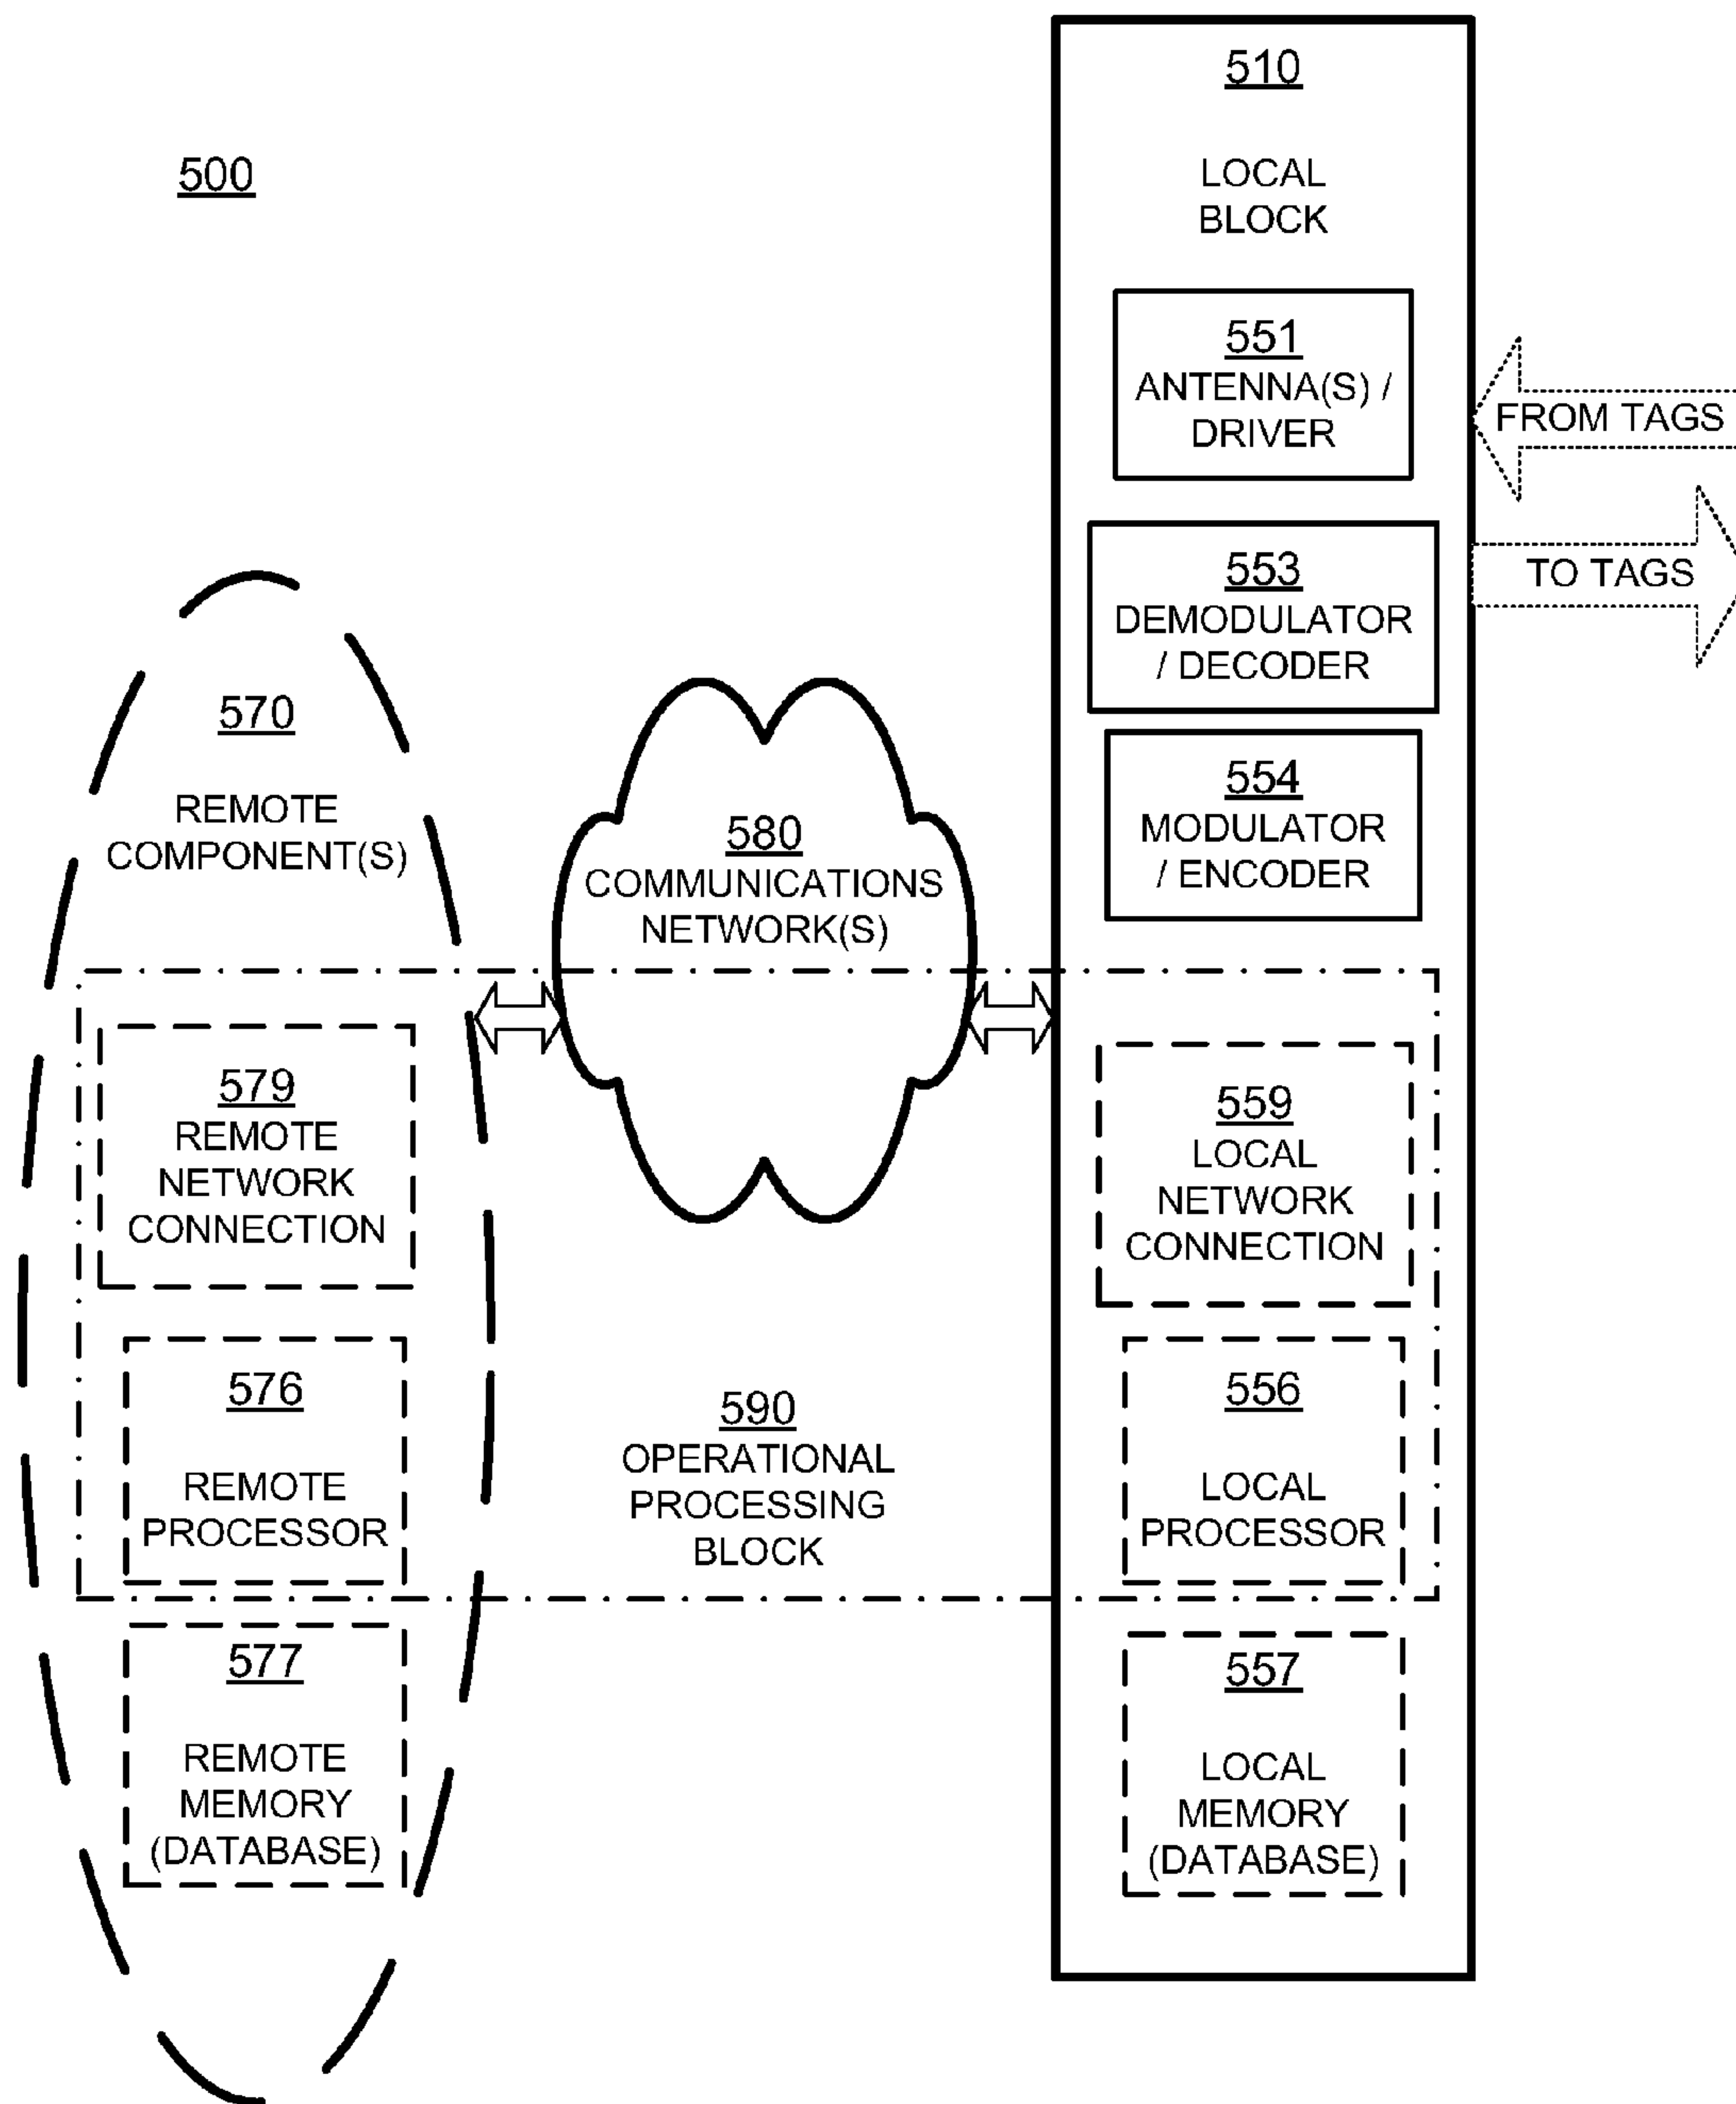 500
510
LOCAL
BLOCK
551
ANTENNA(S) /
DRIVER
FROM TAGS
TO TAGS
553
DEMODULATOR
/ DECODER
554
MODULATOR
/ ENCODER
570
REMOTE
COMPONENT(S)
580
COMMUNICATIONS
NETWORK(S)
579
REMOTE
NETWORK
CONNECTION
559
LOCAL
NETWORK
CONNECTION
576
REMOTE
PROCESSOR
590
OPERATIONAL
PROCESSING
BLOCK
556
LOCAL
PROCESSOR
577
REMOTE
MEMORY
(DATABASE)
557
LOCAL
MEMORY
(DATABASE)